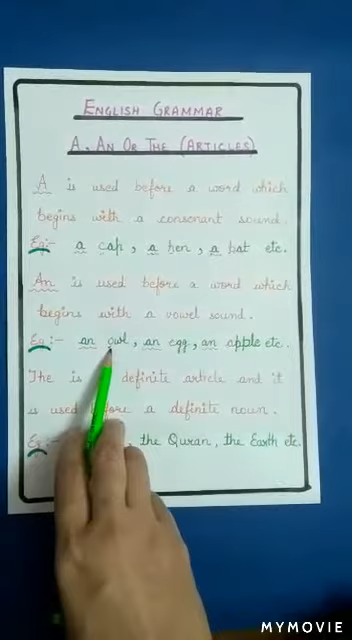 ENGLISH GRAMMAR
A, AN OR THE (ARTICLES)
A is used before a word which
begins with a consonant sound.
Eg:- a cap, a hen, a bat etc.
An is used before a word which
begins with a vowel sound.
Eg:- an owl, an egg, an apple etc.
The is definite article and it
is used before a definite noun.
Eg:- , the Quran, the Earth etc.
MYMOVIE